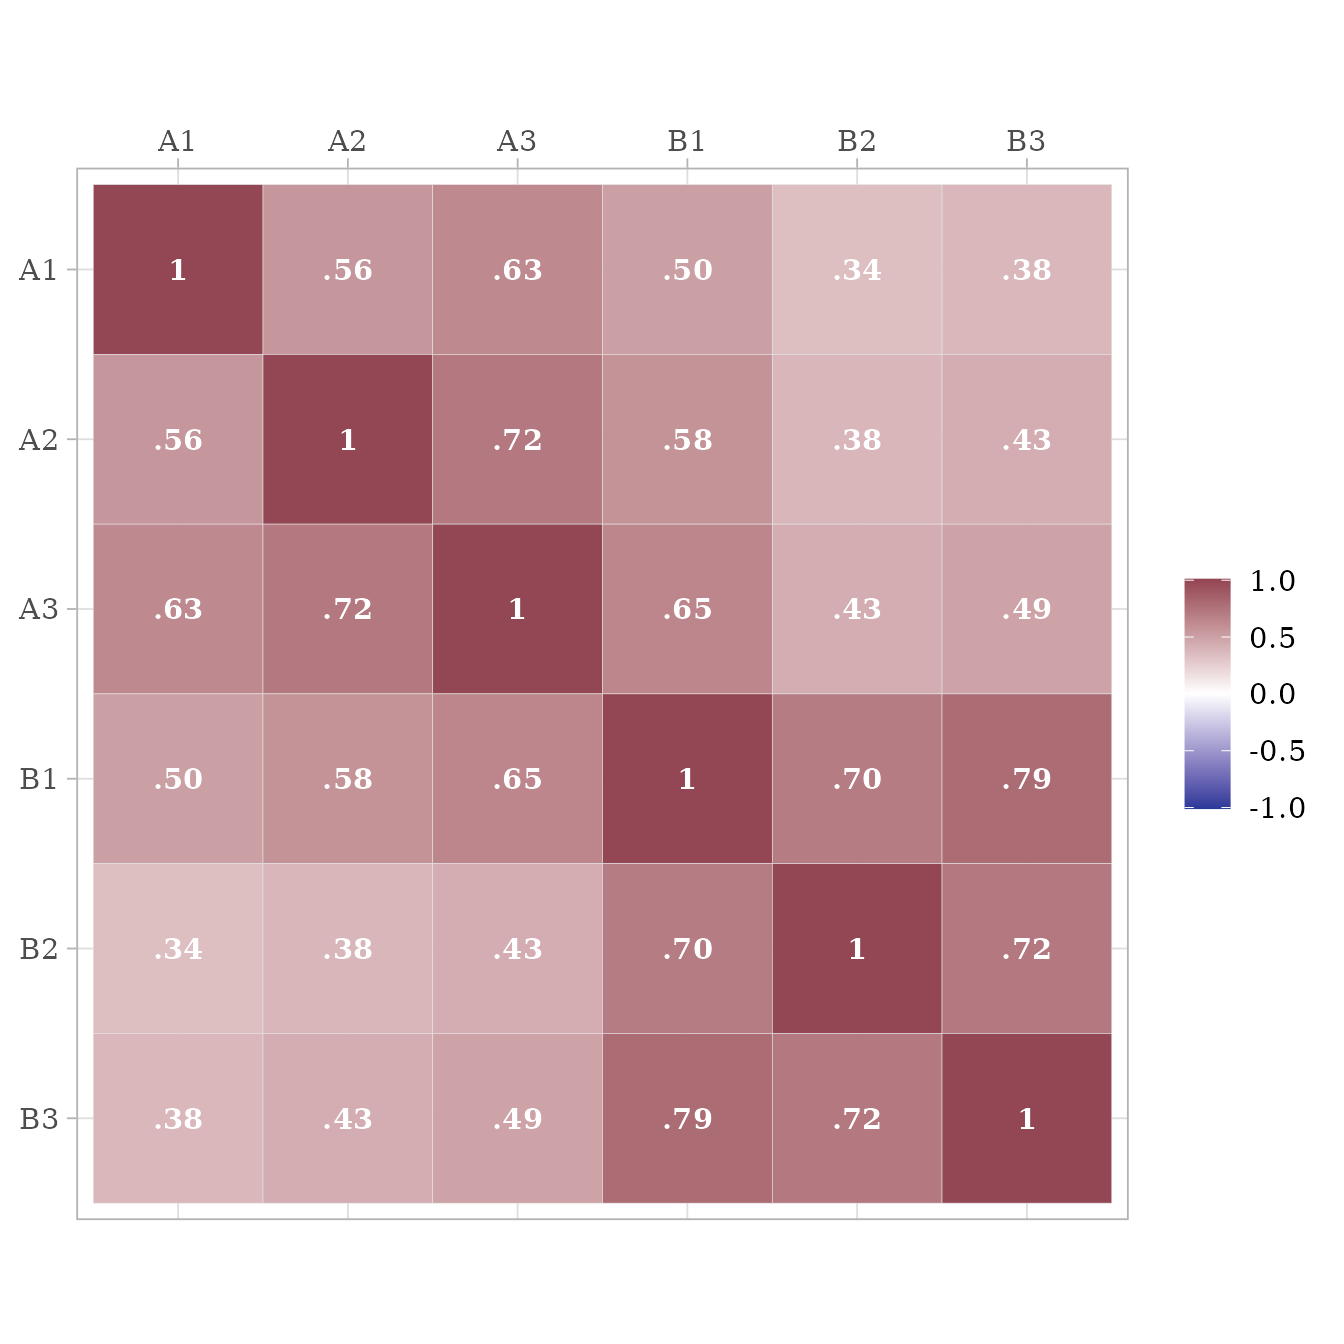 A1 A2 A3 B1 B2 B3
A1 1 .56 .63 .50 .34 .38
A2 .56 1 .72 .58 .38 .43
A3 .63 .72 1 .65 .43 .49
B1 .50 .58 .65 1 .70 .79
B2 .34 .38 .43 .70 1 .72
B3 .38 .43 .49 .79 .72 1
1.0
0.5
0.0
-0.5
-1.0